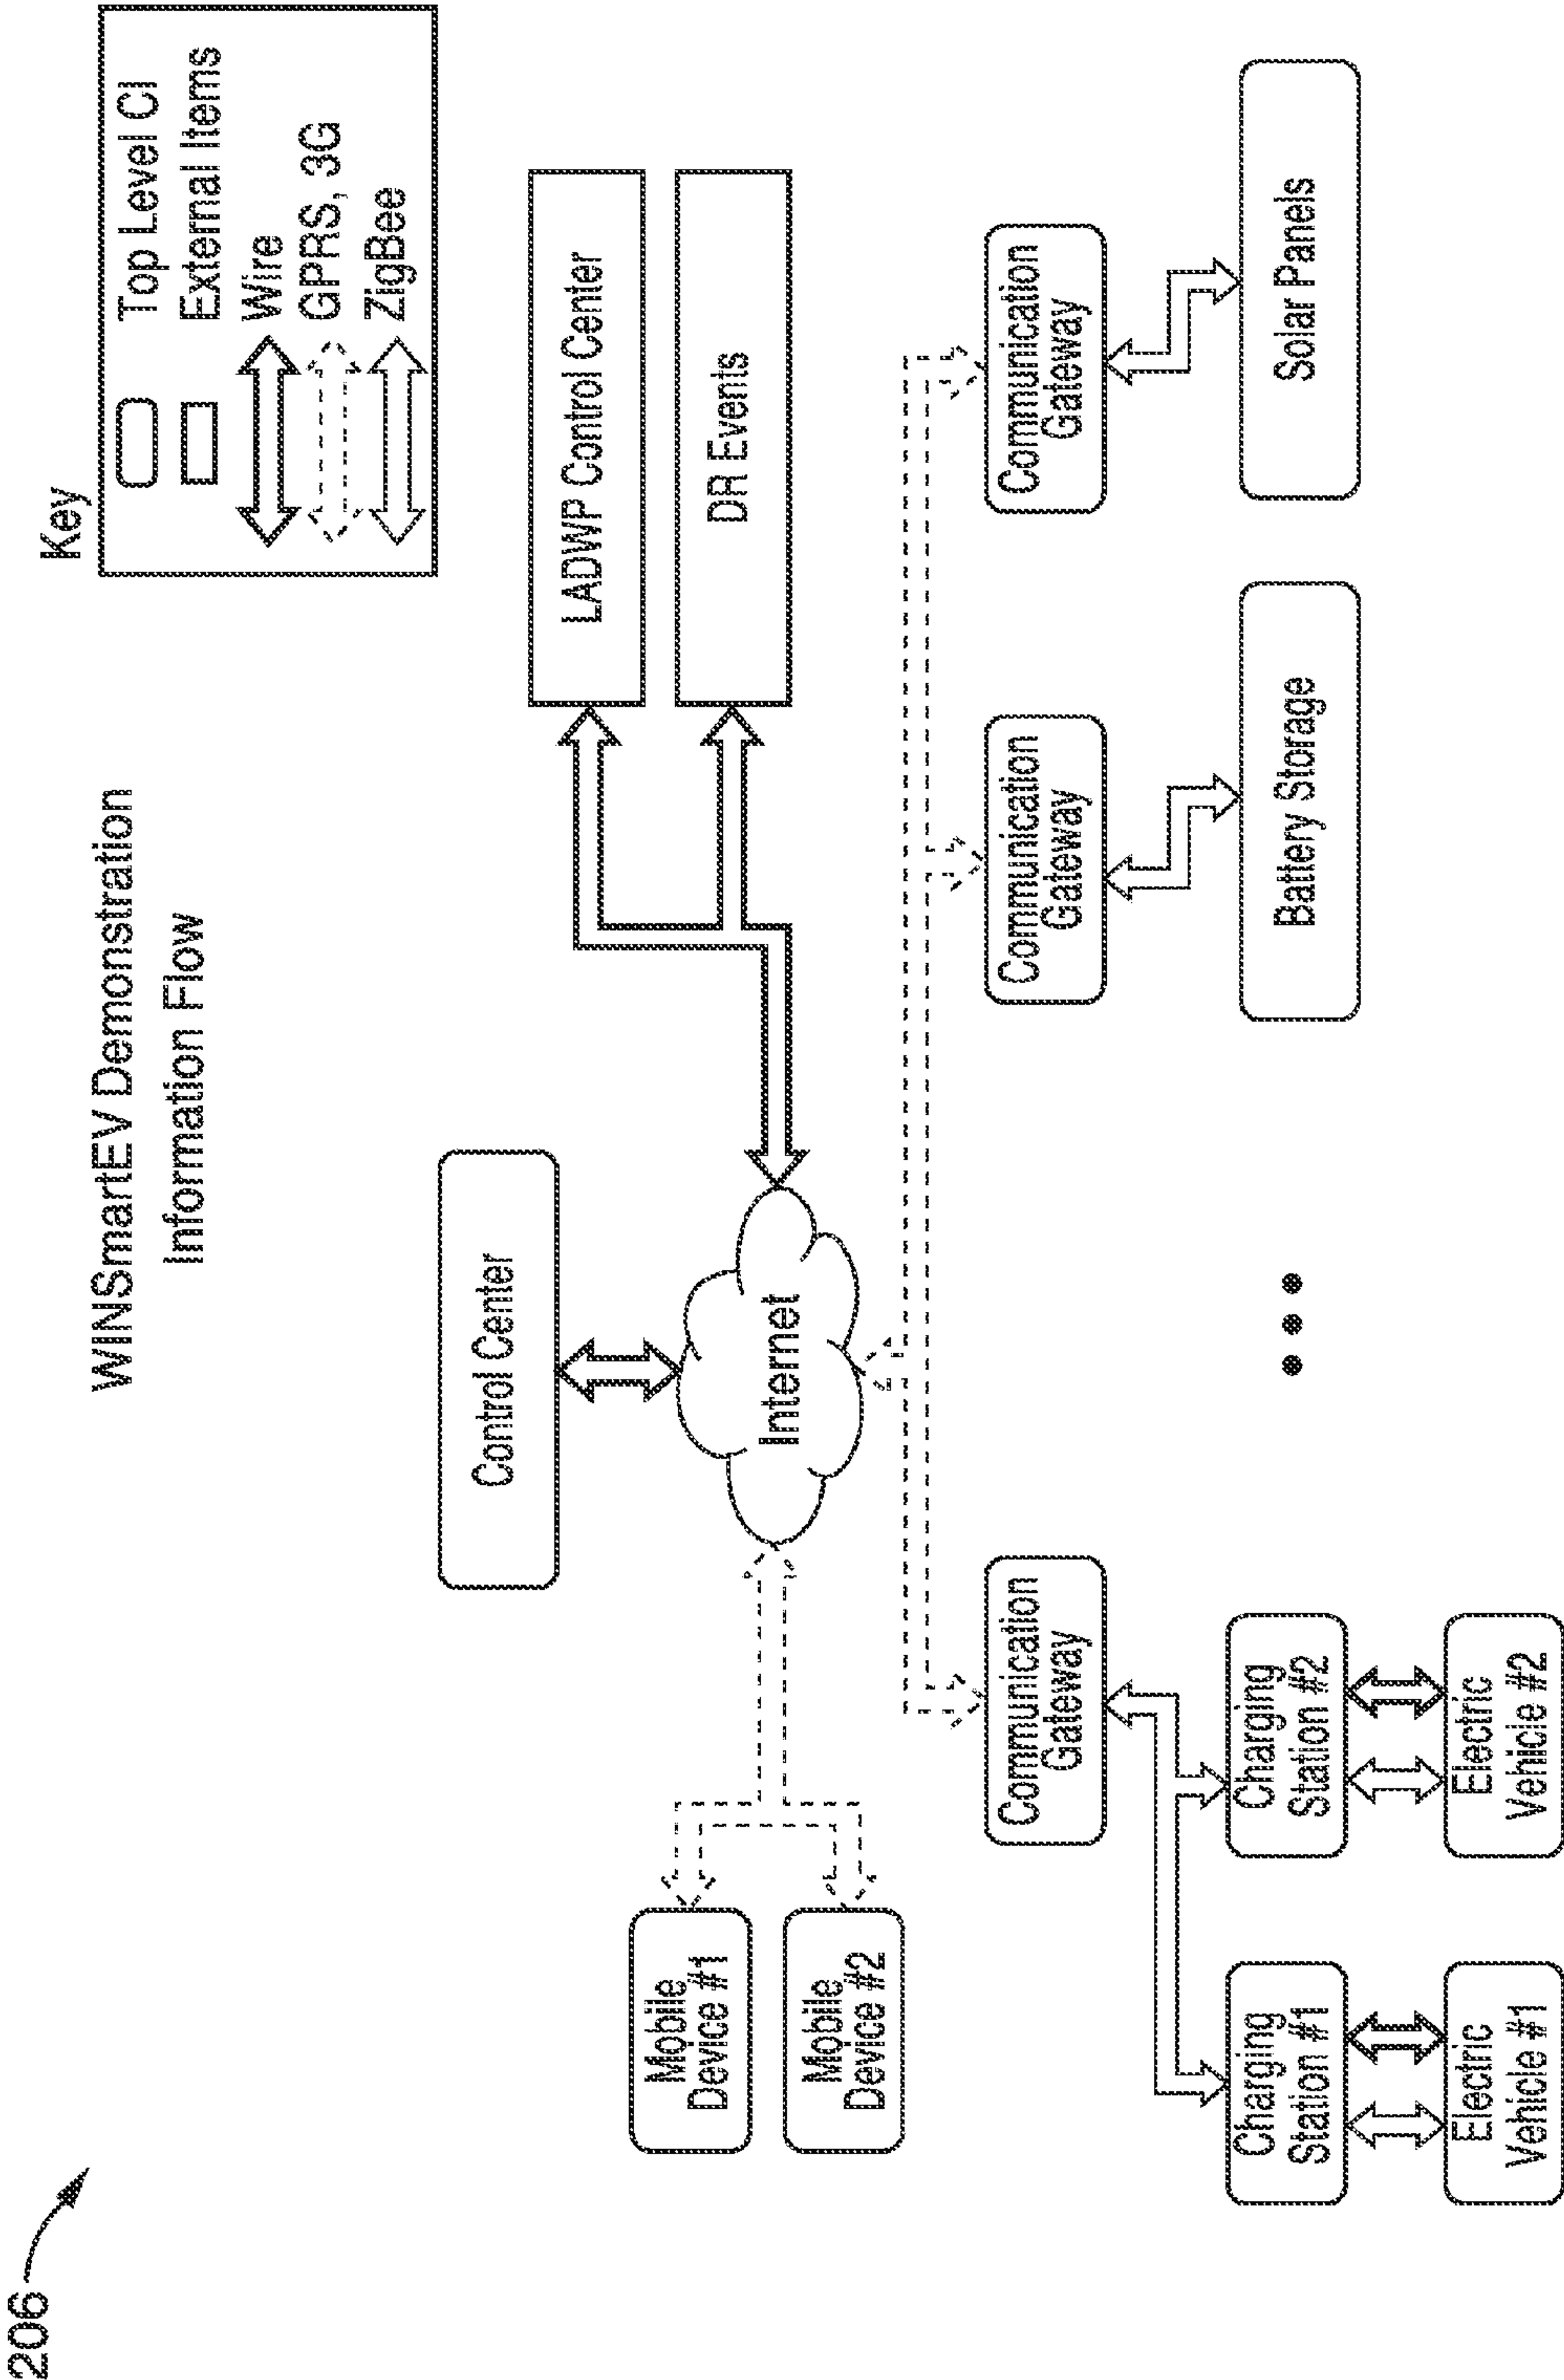 206
WINSmartEV Demonstration
Information Flow
Key
Top Level CI
External Items
Wire
GPRS, 3G
ZigBee
Control Center
LADWP Control Center
DR Events
Mobile
Device #1
Mobile
Device #2
Internet
Communication
Gateway
Communication
Gateway
Communication
Gateway
Charging
Station #1
Charging
Station #2
Battery Storage
Solar Panels
Electric
Vehicle #1
Electric
Vehicle #2